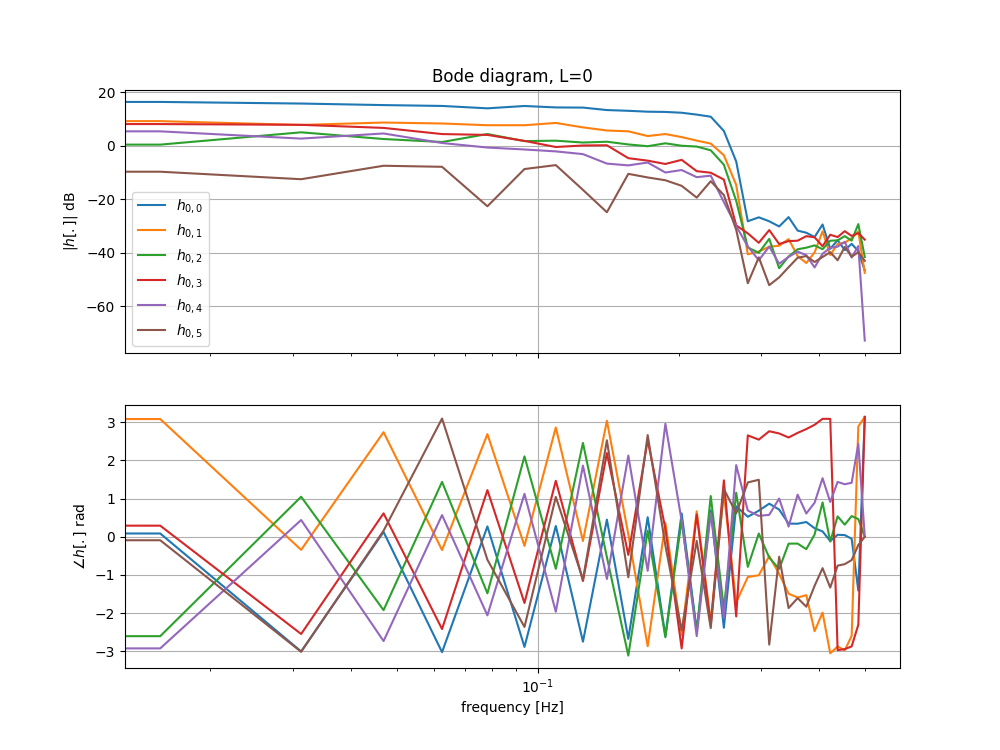 Bode diagram, L=0
|h[.]| dB
20
0
−20
−40
−60
h0,0
h0,1
h0,2
h0,3
h0,4
h0,5
∠h[.] rad
3
2
1
0
−1
−2
−3
10⁻¹
frequency [Hz]